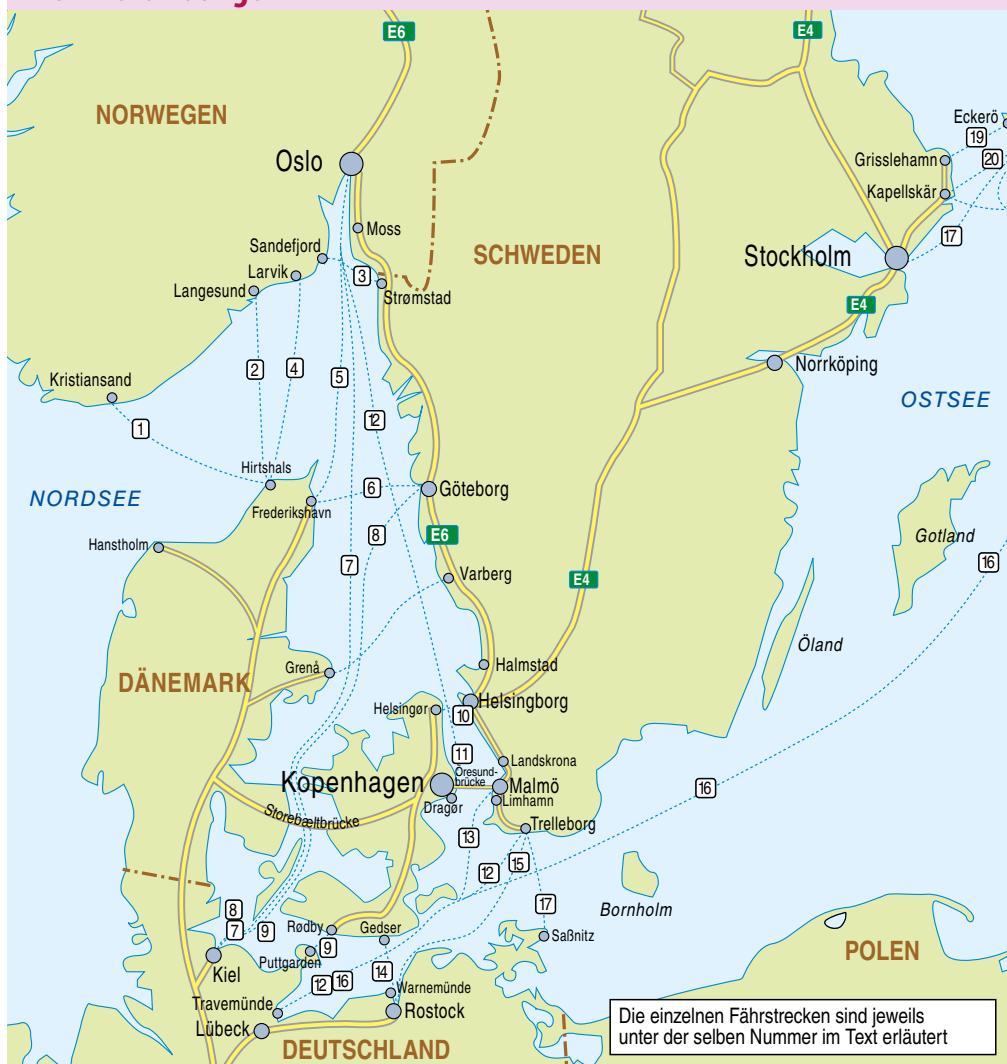 E6
E4
NORWEGEN
Eckerö
19
Oslo
Grisslehamn
20
Kapellskär
Moss
17
Sandefjord
SCHWEDEN
Stockholm
Larvik
3
Langesund
Strømstad
E4
2
4
5
Norrköping
Kristiansand
12
OSTSEE
1
Hirtshals
NORDSEE
6
Göteborg
Frederikshavn
8
E6
Gotland
Hanstholm
7
16
Varberg
E4
Öland
Halmstad
Grenå
DÄNEMARK
Helsingborg
Helsingør
10
11
Landskrona
Öresund-
brücke
Kopenhagen
Malmö
16
Dragør
Limhamn
Storebæltbrücke
Trelleborg
13
15
12
8
7
9
17
Bornholm
Rødby
Gedser
Saßnitz
9
POLEN
Puttgarden
Kiel
12
16
14
Warnemünde
Travemünde
Rostock
Lübeck
DEUTSCHLAND
Die einzelnen Fährstrecken sind jeweils
unter der selben Nummer im Text erläutert